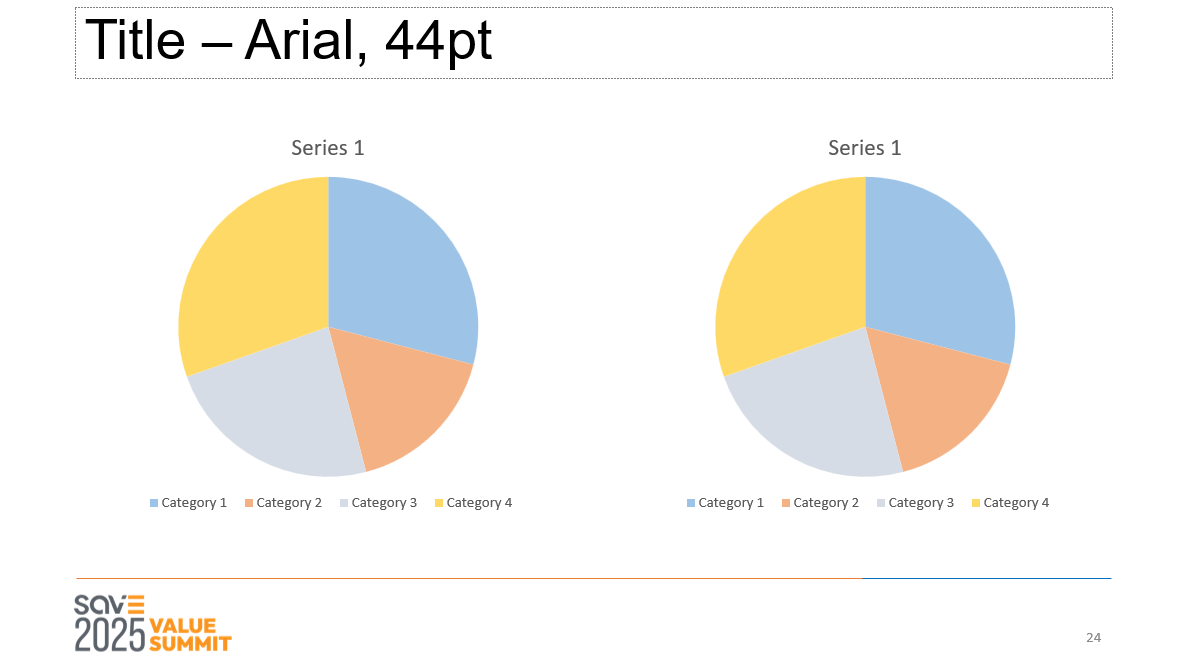 Title – Arial, 44pt
Series 1
Category 1 Category 2 Category 3 Category 4
Series 1
Category 1 Category 2 Category 3 Category 4
SAVE
2025 VALUE
SUMMIT
24